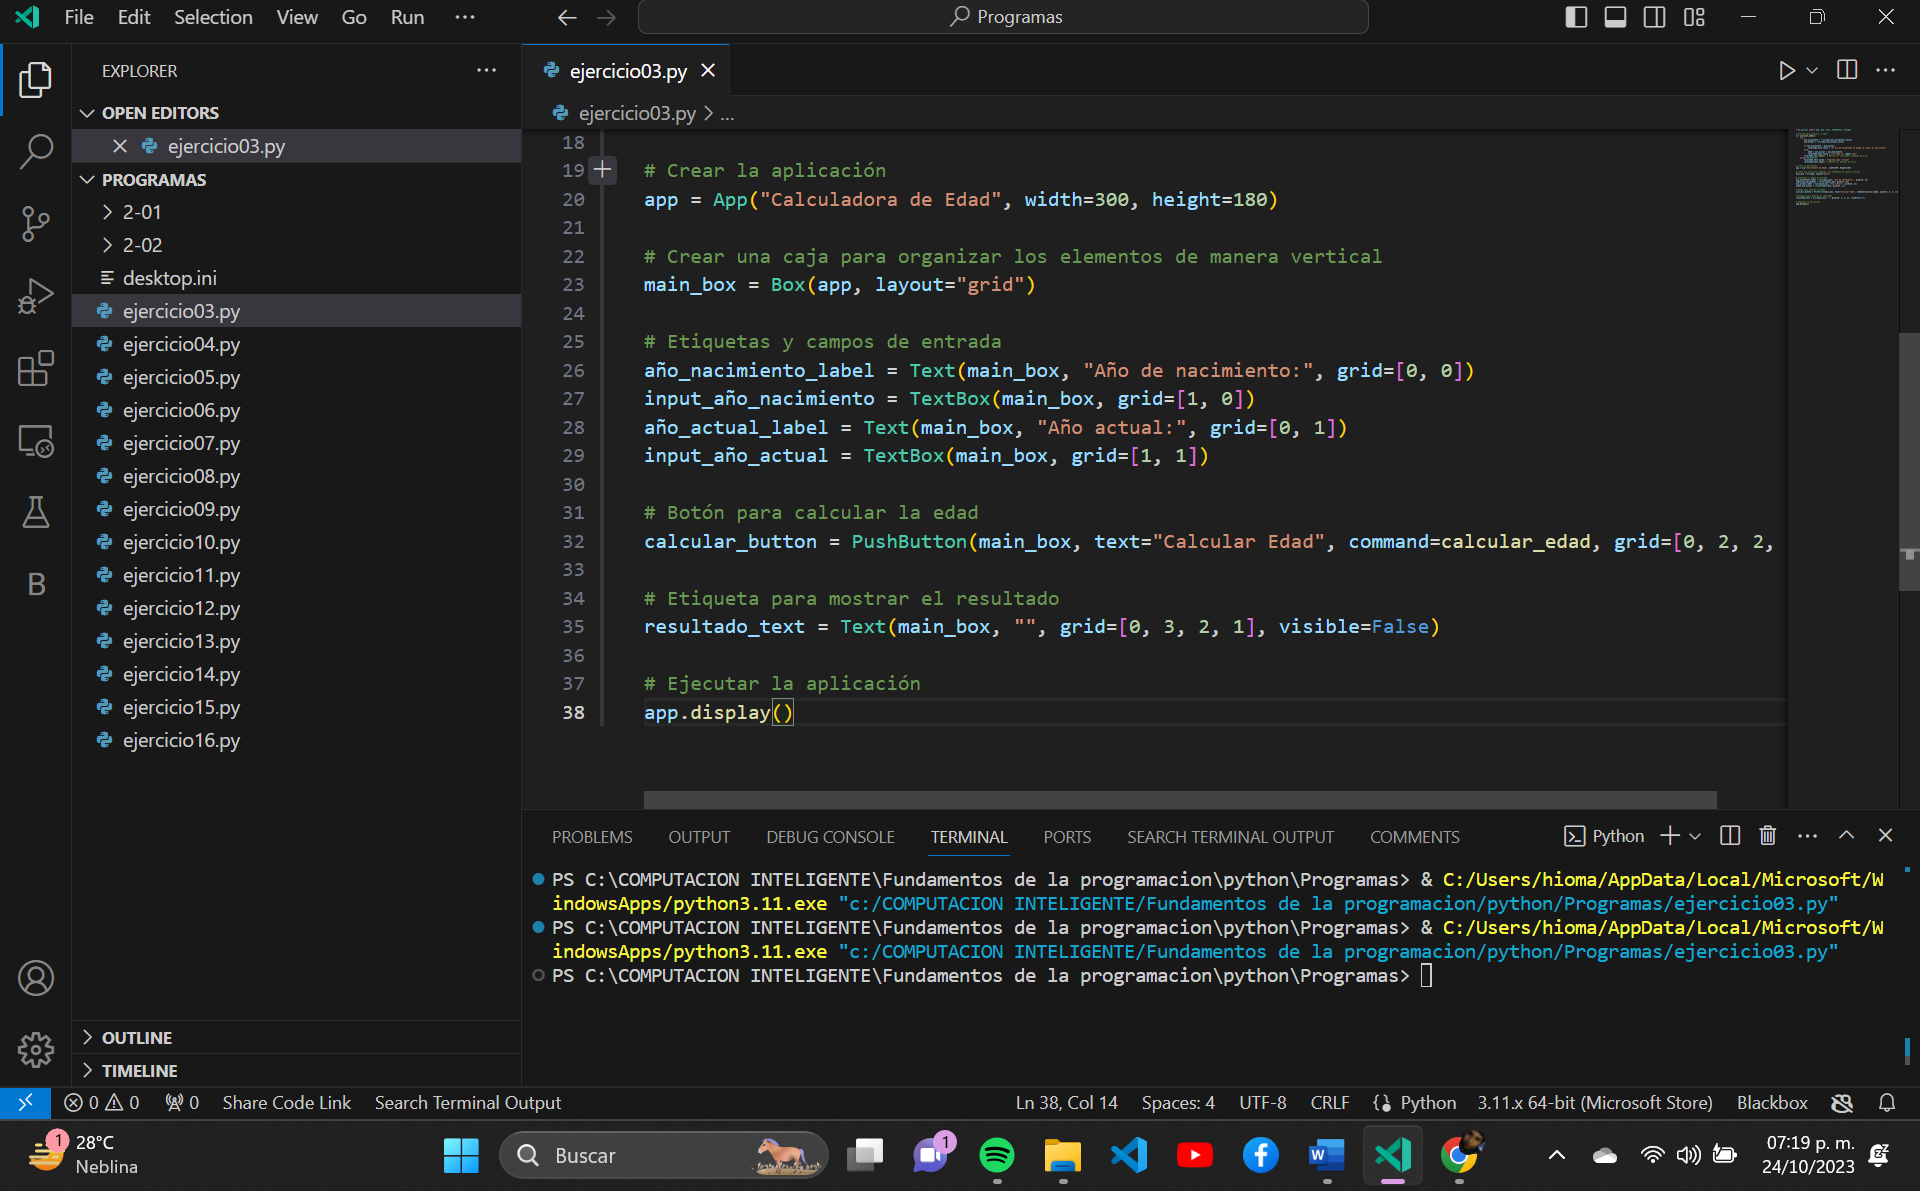 File Edit Selection View Go Run ··· Programas
EXPLORER ···
OPEN EDITORS
ejercicio03.py
PROGRAMAS
2-01
2-02
desktop.ini
ejercicio03.py
ejercicio04.py
ejercicio05.py
ejercicio06.py
ejercicio07.py
ejercicio08.py
ejercicio09.py
ejercicio10.py
ejercicio11.py
ejercicio12.py
ejercicio13.py
ejercicio14.py
ejercicio15.py
ejercicio16.py
OUTLINE
TIMELINE
B
ejercicio03.py
ejercicio03.py > ...
18
19 # Crear la aplicación
20 app = App("Calculadora de Edad", width=300, height=180)
21
22 # Crear una caja para organizar los elementos de manera vertical
23 main_box = Box(app, layout="grid")
24
25 # Etiquetas y campos de entrada
26 año_nacimiento_label = Text(main_box, "Año de nacimiento:", grid=[0, 0])
27 input_año_nacimiento = TextBox(main_box, grid=[1, 0])
28 año_actual_label = Text(main_box, "Año actual:", grid=[0, 1])
29 input_año_actual = TextBox(main_box, grid=[1, 1])
30
31 # Botón para calcular la edad
32 calcular_button = PushButton(main_box, text="Calcular Edad", command=calcular_edad, grid=[0, 2, 2,
33
34 # Etiqueta para mostrar el resultado
35 resultado_text = Text(main_box, "", grid=[0, 3, 2, 1], visible=False)
36
37 # Ejecutar la aplicación
38 app.display()
PROBLEMS OUTPUT DEBUG CONSOLE TERMINAL PORTS SEARCH TERMINAL OUTPUT COMMENTS Python
PS C:\COMPUTACION INTELIGENTE\Fundamentos de la programacion\python\Programas> & C:/Users/hioma/AppData/Local/Microsoft/W
indowsApps/python3.11.exe "c:/COMPUTACION INTELIGENTE/Fundamentos de la programacion/python/Programas/ejercicio03.py"
PS C:\COMPUTACION INTELIGENTE\Fundamentos de la programacion\python\Programas> & C:/Users/hioma/AppData/Local/Microsoft/W
indowsApps/python3.11.exe "c:/COMPUTACION INTELIGENTE/Fundamentos de la programacion/python/Programas/ejercicio03.py"
PS C:\COMPUTACION INTELIGENTE\Fundamentos de la programacion\python\Programas>
0 0 0 Share Code Link Search Terminal Output Ln 38, Col 14 Spaces: 4 UTF-8 CRLF Python 3.11.x 64-bit (Microsoft Store) Blackbox
1 28°C
Neblina
Buscar
1
W
07:19 p. m.
24/10/2023